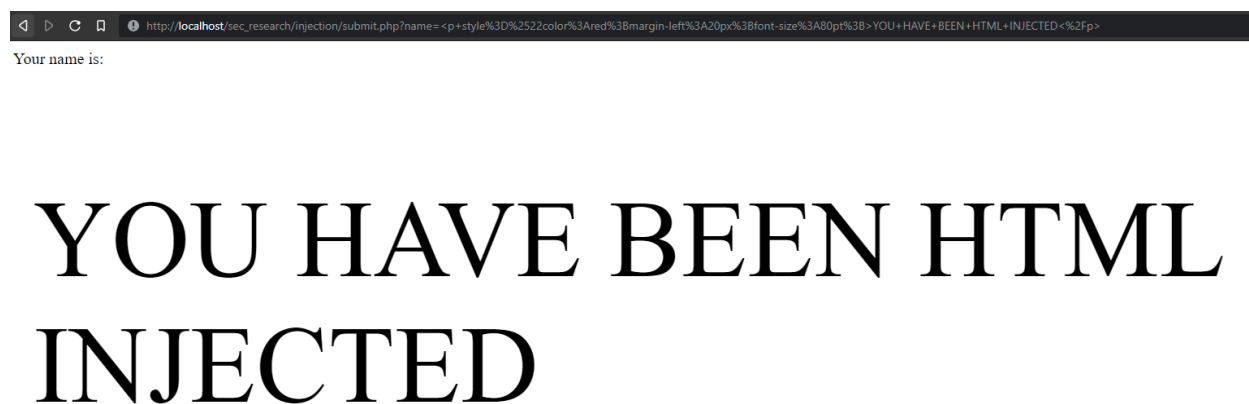 http://localhost/sec_research/injection/submit.php?name=<p+style%3D%2522color%3Ared%3Bmargin-left%3A20px%3Bfont-size%3A80pt%3B>YOU+HAVE+BEEN+HTML+INJECTED<%2Fp>
Your name is:
YOU HAVE BEEN HTML
INJECTED